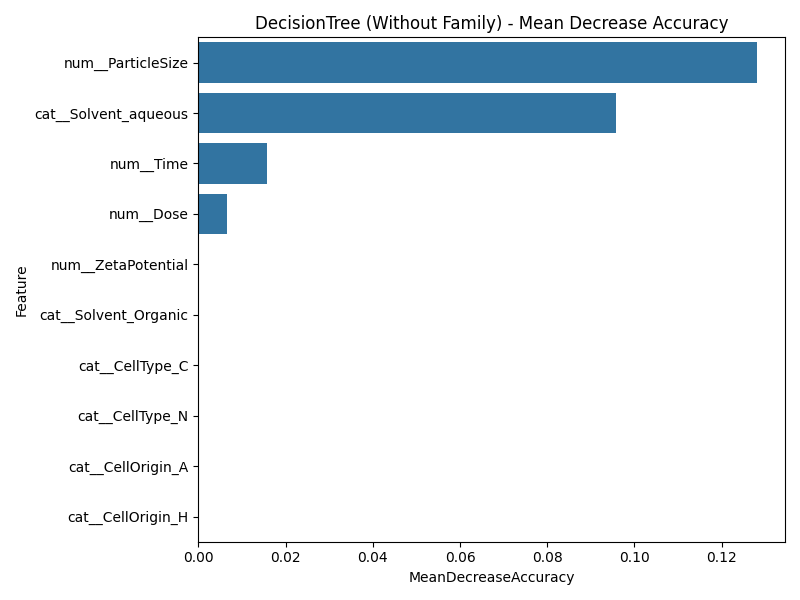 DecisionTree (Without Family) - Mean Decrease Accuracy
Feature
num__ParticleSize
cat__Solvent_aqueous
num__Time
num__Dose
num__ZetaPotential
cat__Solvent_Organic
cat__CellType_C
cat__CellType_N
cat__CellOrigin_A
cat__CellOrigin_H
0.00 0.02 0.04 0.06 0.08 0.10 0.12
MeanDecreaseAccuracy